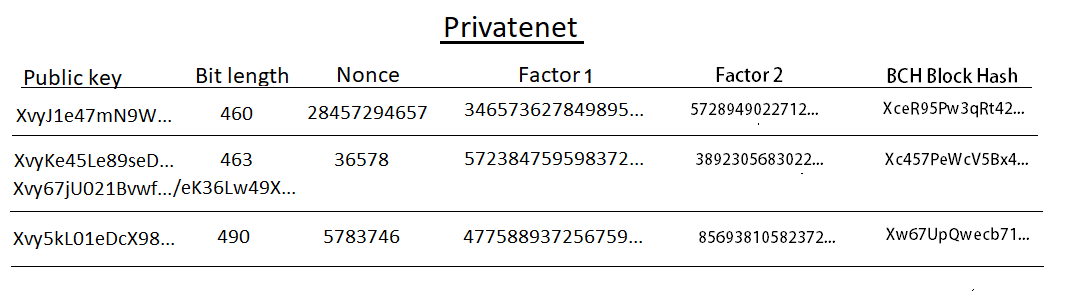 Privatenet
Public key Bit length Nonce Factor 1 Factor 2 BCH Block Hash
XvyJ1e47mN9W... 460 28457294657 346573627849895... 5728949022712... XceR95Pw3qRt42...
XvyKe45Le89seD... 463 36578 572384759598372... 3892305683022... Xc457PeWcV5Bx4...
Xvy67jU021Bvwf.../eK36Lw49X...
Xvy5kL01eDcX98... 490 5783746 477588937256759... 85693810582372... Xw67UpQwecb71...